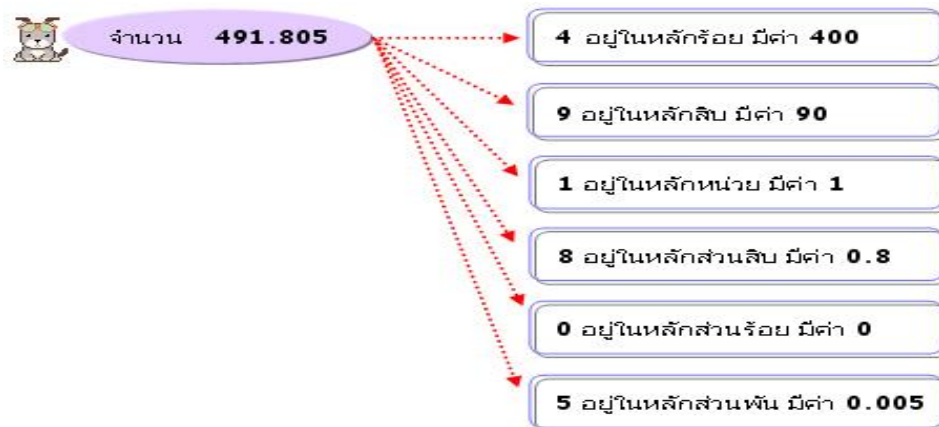 จำนวน 491.805
4 อยู่ในหลักร้อย มีค่า 400
9 อยู่ในหลักสิบ มีค่า 90
1 อยู่ในหลักหน่วย มีค่า 1
8 อยู่ในหลักส่วนสิบ มีค่า 0.8
0 อยู่ในหลักส่วนร้อย มีค่า 0
5 อยู่ในหลักส่วนพัน มีค่า 0.005